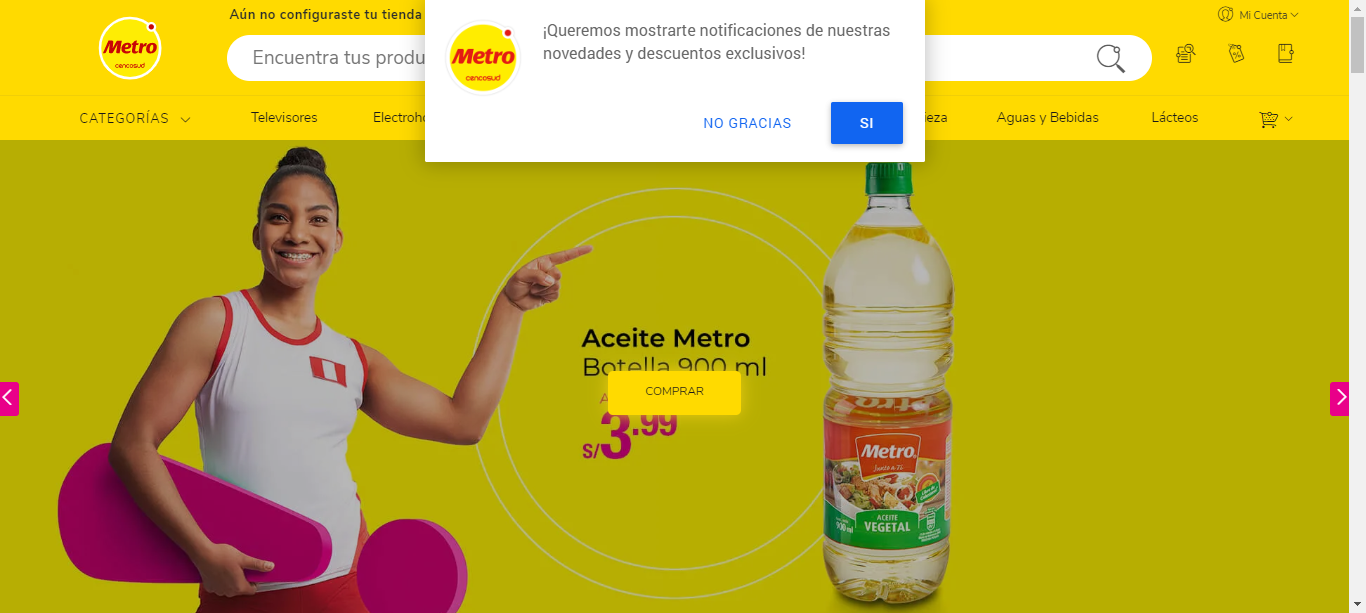 Aún no configuraste tu tienda
Metro
cencosud
Encuentra tus produ
Mi Cuenta
Metro
cencosud
¡Queremos mostrarte notificaciones de nuestras
novedades y descuentos exclusivos!
NO GRACIAS
SI
CATEGORÍAS
Televisores
Electroho
ieza
Aguas y Bebidas
Lácteos
Aceite Metro
Botella 900 ml
COMPRAR
A
S/3.99
Metro
Junto a Ti
ACEITE
VEGETAL
900 ml